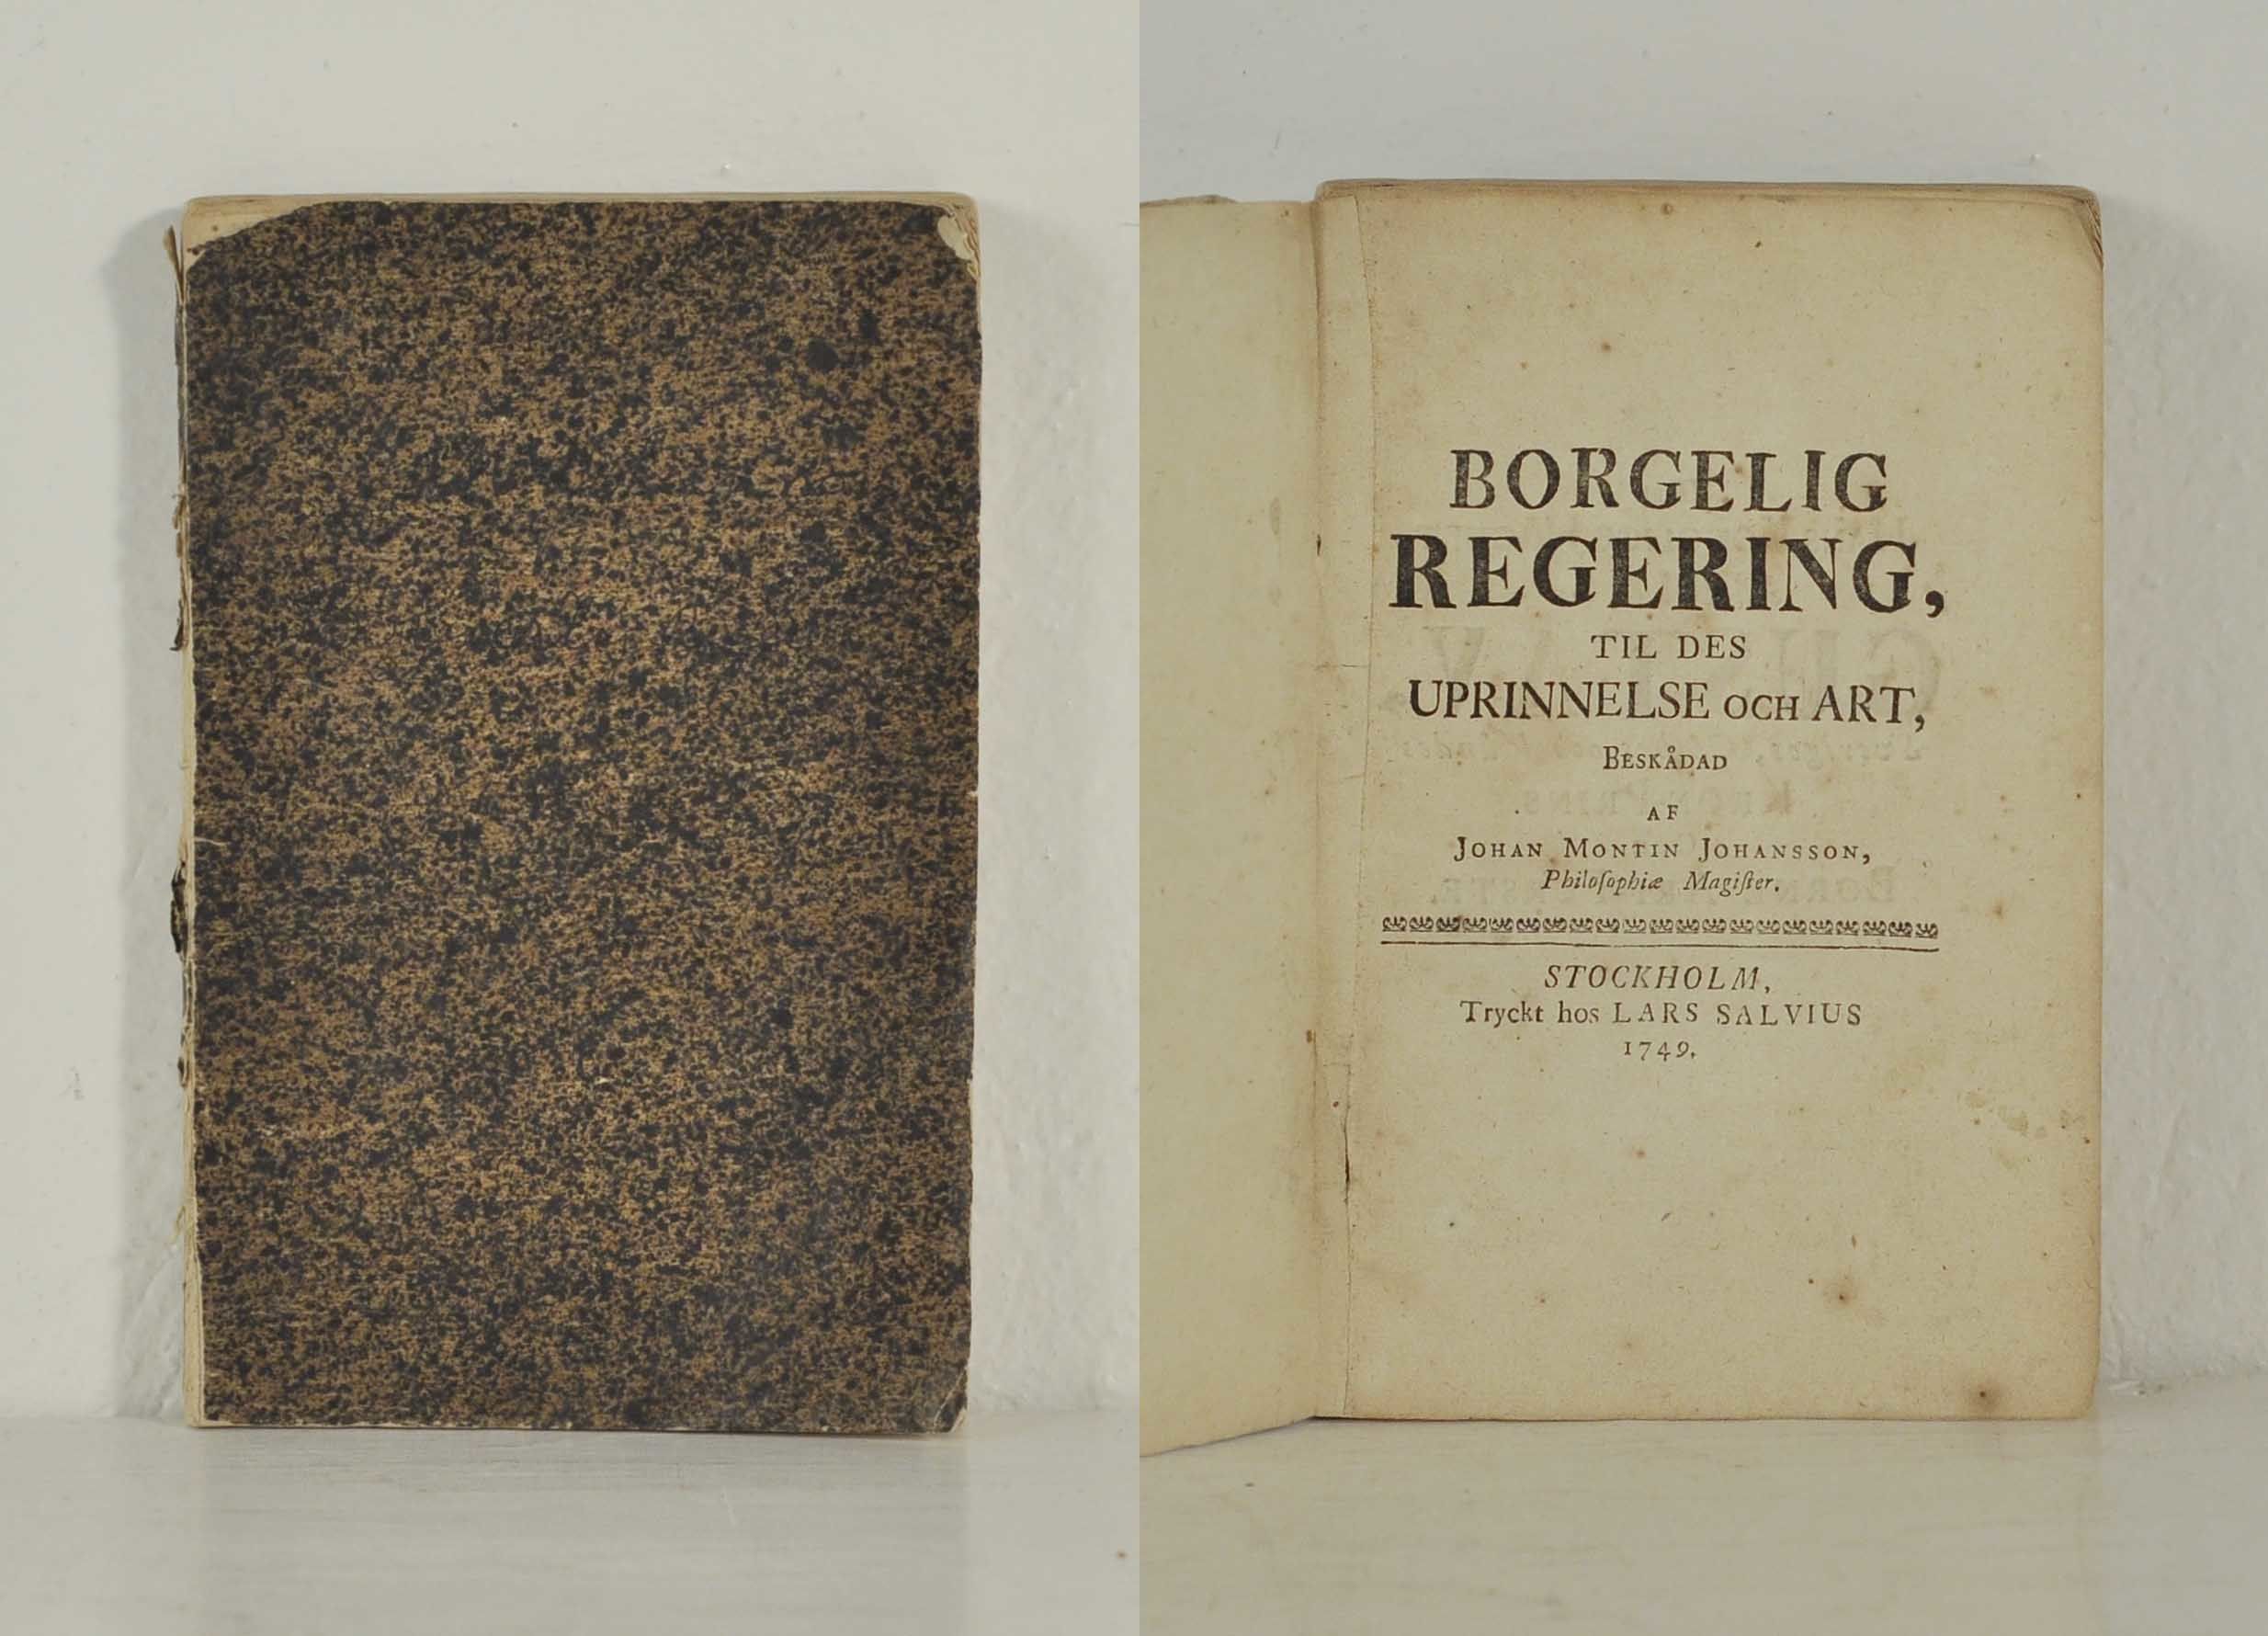 BORGELIG
REGERING,
TIL DES
UPRINNELSE OCH ART,
BESKÅDAD
AF
JOHAN MONTIN JOHANSSON,
Philoſophiæ Magiſter.
STOCKHOLM,
Tryckt hos LARS SALVIUS
1749.